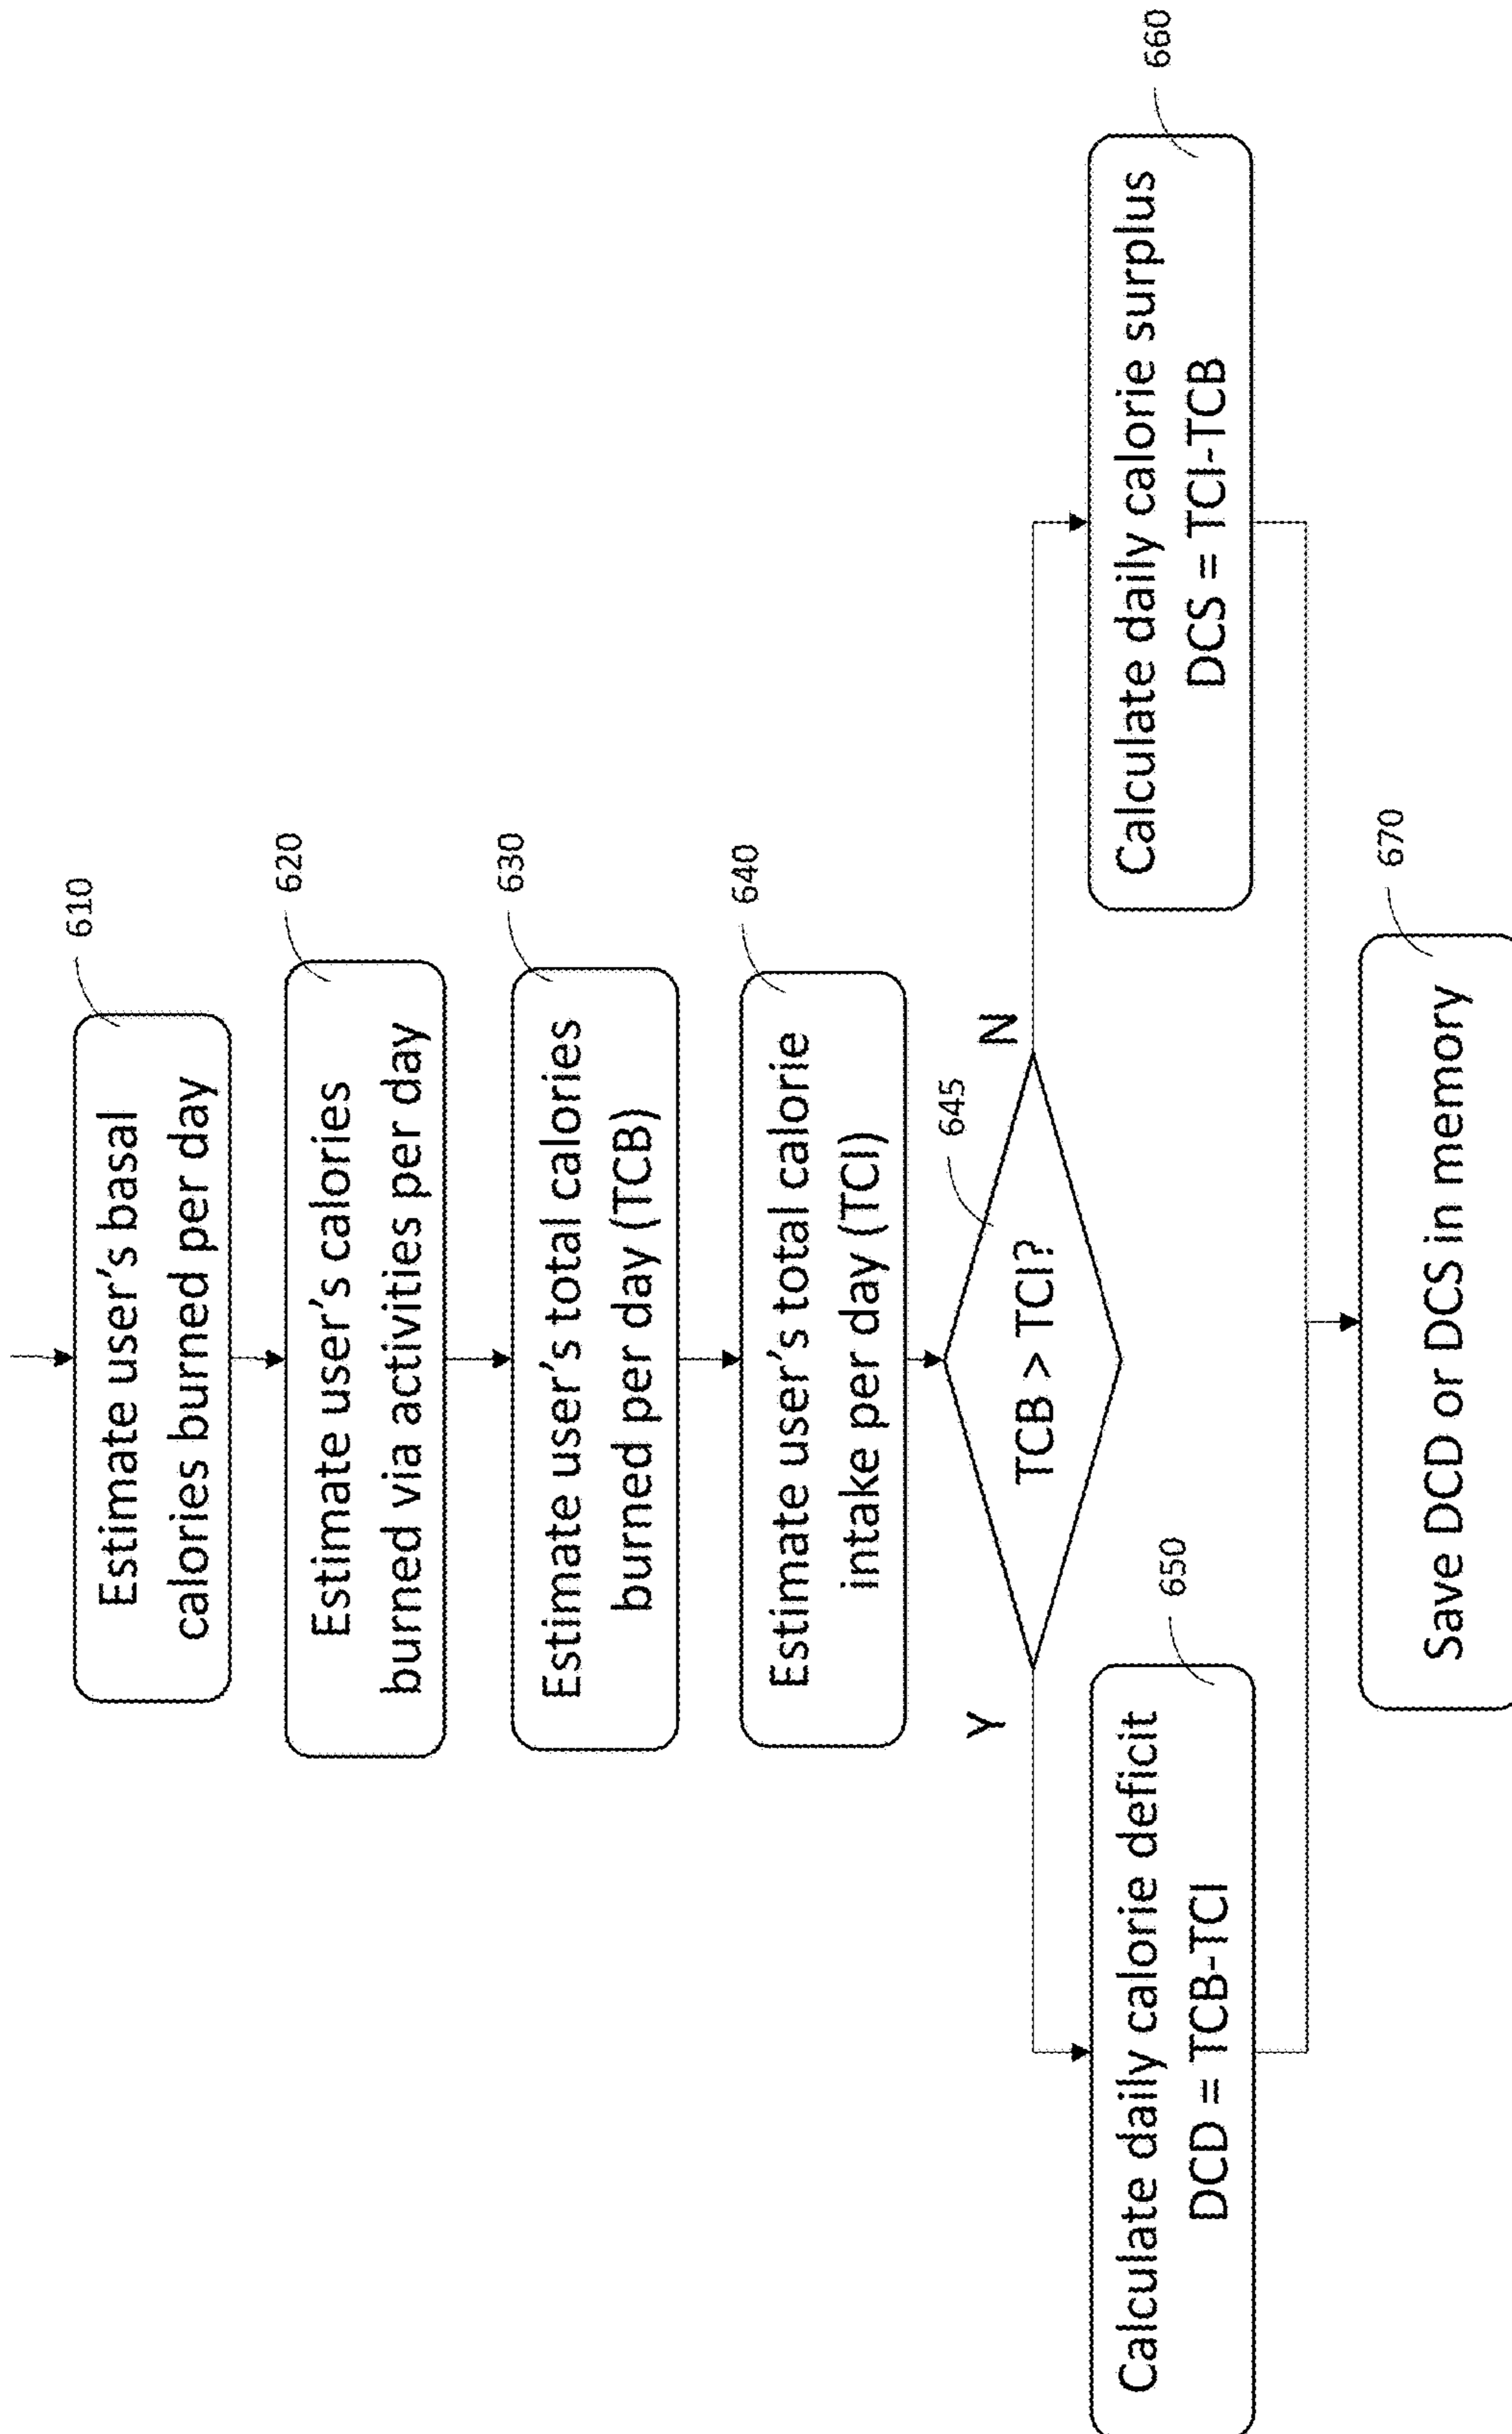 610
Estimate user's basal
calories burned per day
620
Estimate user's calories
burned via activities per day
630
Estimate user's total calories
burned per day (TCB)
640
Estimate user's total calorie
intake per day (TCI)
645
TCB > TCI?
Y
N
650
Calculate daily calorie deficit
DCD = TCB-TCI
660
Calculate daily calorie surplus
DCS = TCI-TCB
670
Save DCD or DCS in memory